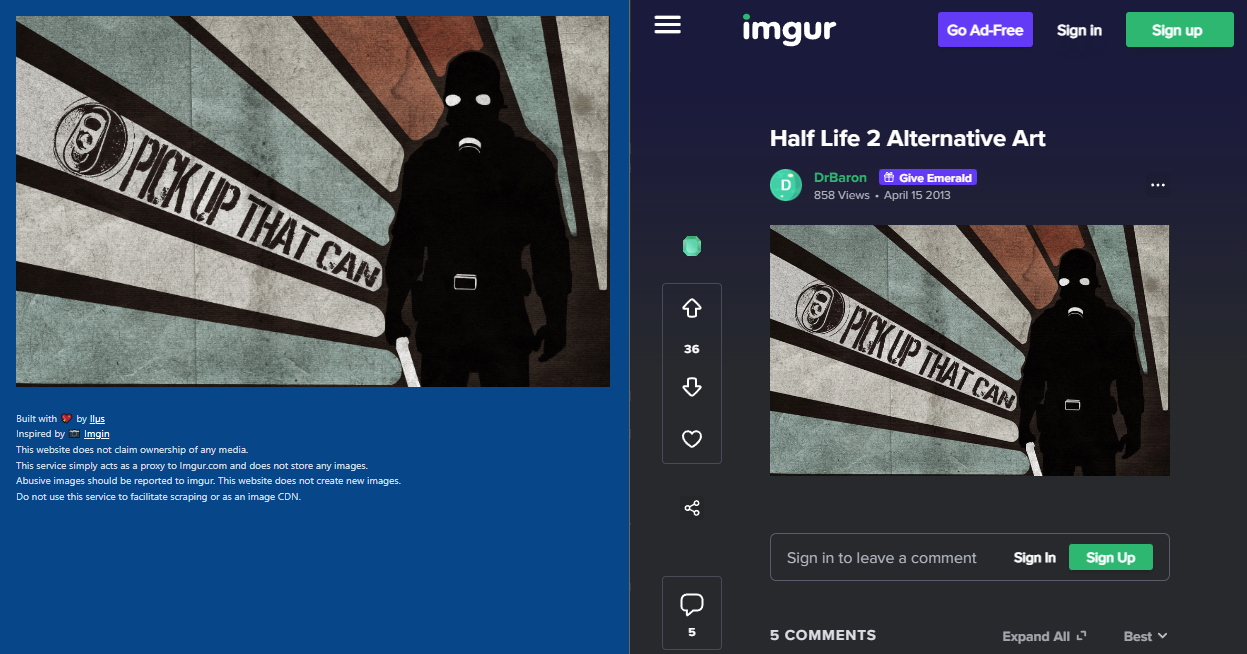 PICK UP THAT CAN
Built with ❤️ by llys
Inspired by Imgin
This website does not claim ownership of any media.
This service simply acts as a proxy to Imgur.com and does not store any images.
Abusive images should be reported to imgur. This website does not create new images.
Do not use this service to facilitate scraping or as an image CDN.
imgur
Go Ad-Free
Sign in
Sign up
Half Life 2 Alternative Art
D
DrBaron
Give Emerald
858 Views • April 15 2013
...
PICK UP THAT CAN
36
Sign in to leave a comment
Sign In
Sign Up
5
5 COMMENTS
Expand All
Best